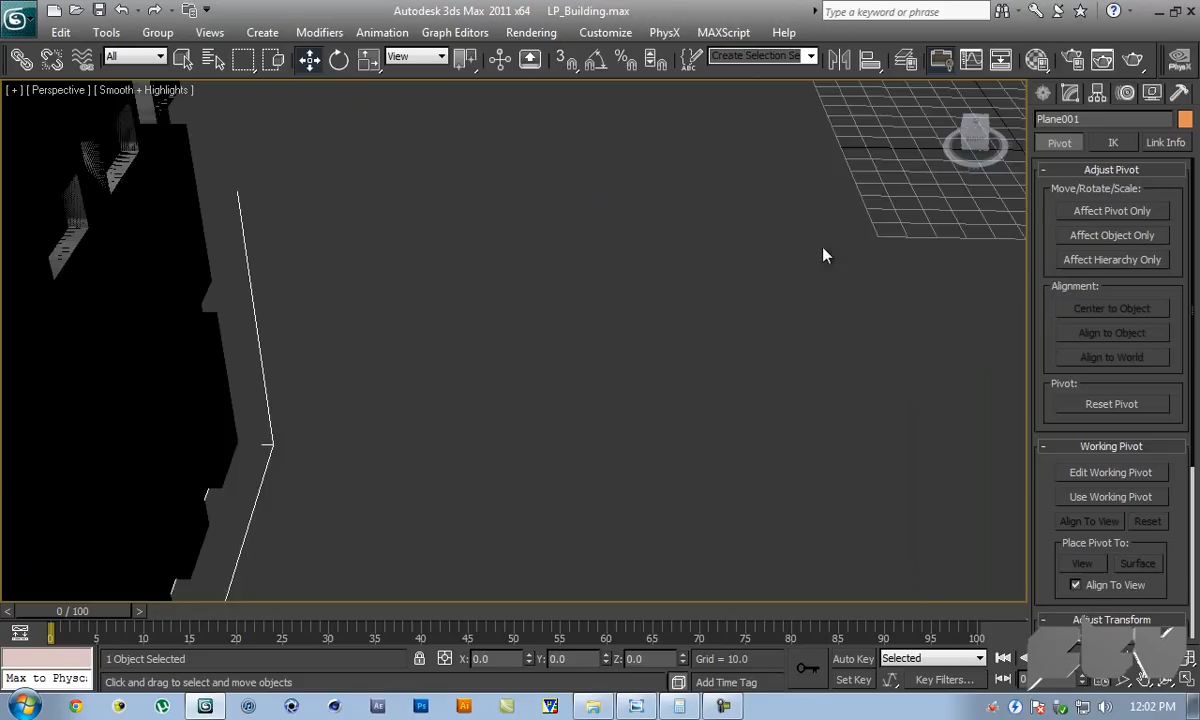 Autodesk 3ds Max 2011 x64 LP_Building.max
Type a keyword or phrase
Edit Tools Group Views Create Modifiers Animation Graph Editors Rendering Customize PhysX MAXScript Help
All View Create Selection Se PhysX
[ + ] [ Perspective ] [ Smooth + Highlights ]
Plane001
Pivot IK Link Info
- Adjust Pivot
Move/Rotate/Scale:
Affect Pivot Only
Affect Object Only
Affect Hierarchy Only
Alignment:
Center to Object
Align to Object
Align to World
Pivot:
Reset Pivot
- Working Pivot
Edit Working Pivot
Use Working Pivot
Align To View Reset
Place Pivot To:
View Surface
Align To View
- Adjust Transform
< 0 / 100 >
0 5 10 15 20 25 30 35 40 45 50 55 60 65 70 75 80 85 90 95 100
1 Object Selected X: 0.0 Y: 0.0 Z: 0.0 Grid = 10.0 Auto Key Selected
Max to Physc Click and drag to select and move objects Add Time Tag Set Key Key Filters... 0
12:02 PM